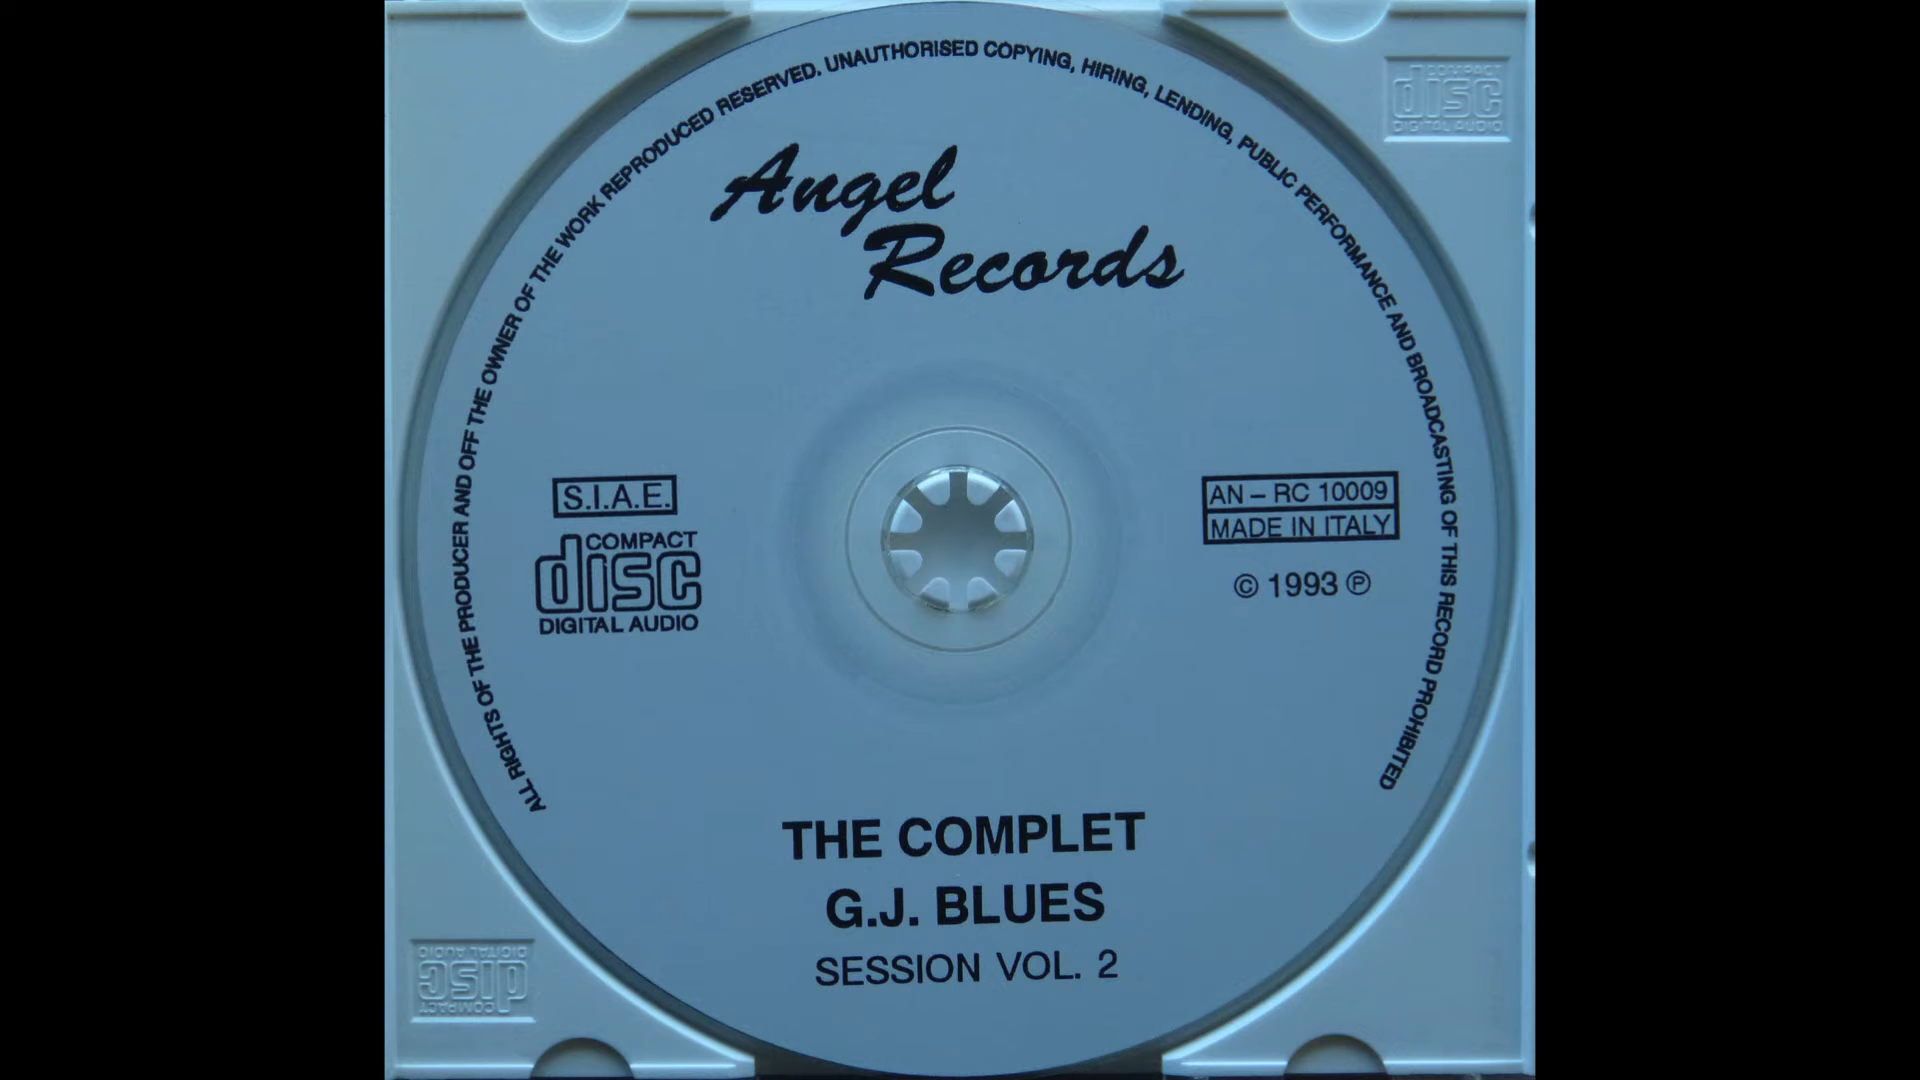 ALL RIGHTS OF THE PRODUCER AND OFF THE OWNER OF THE WORK REPRODUCED RESERVED. UNAUTHORISED COPYING, HIRING, LENDING, PUBLIC PERFORMANCE AND BROADCASTING OF THIS RECORD PROHIBITED
COMPACT
disc
DIGITAL AUDIO
Angel
Records
S.I.A.E.
COMPACT
disc
DIGITAL AUDIO
AN – RC 10009
MADE IN ITALY
© 1993 ℗
THE COMPLET
G.J. BLUES
SESSION VOL. 2
COMPACT
disc
DIGITAL AUDIO